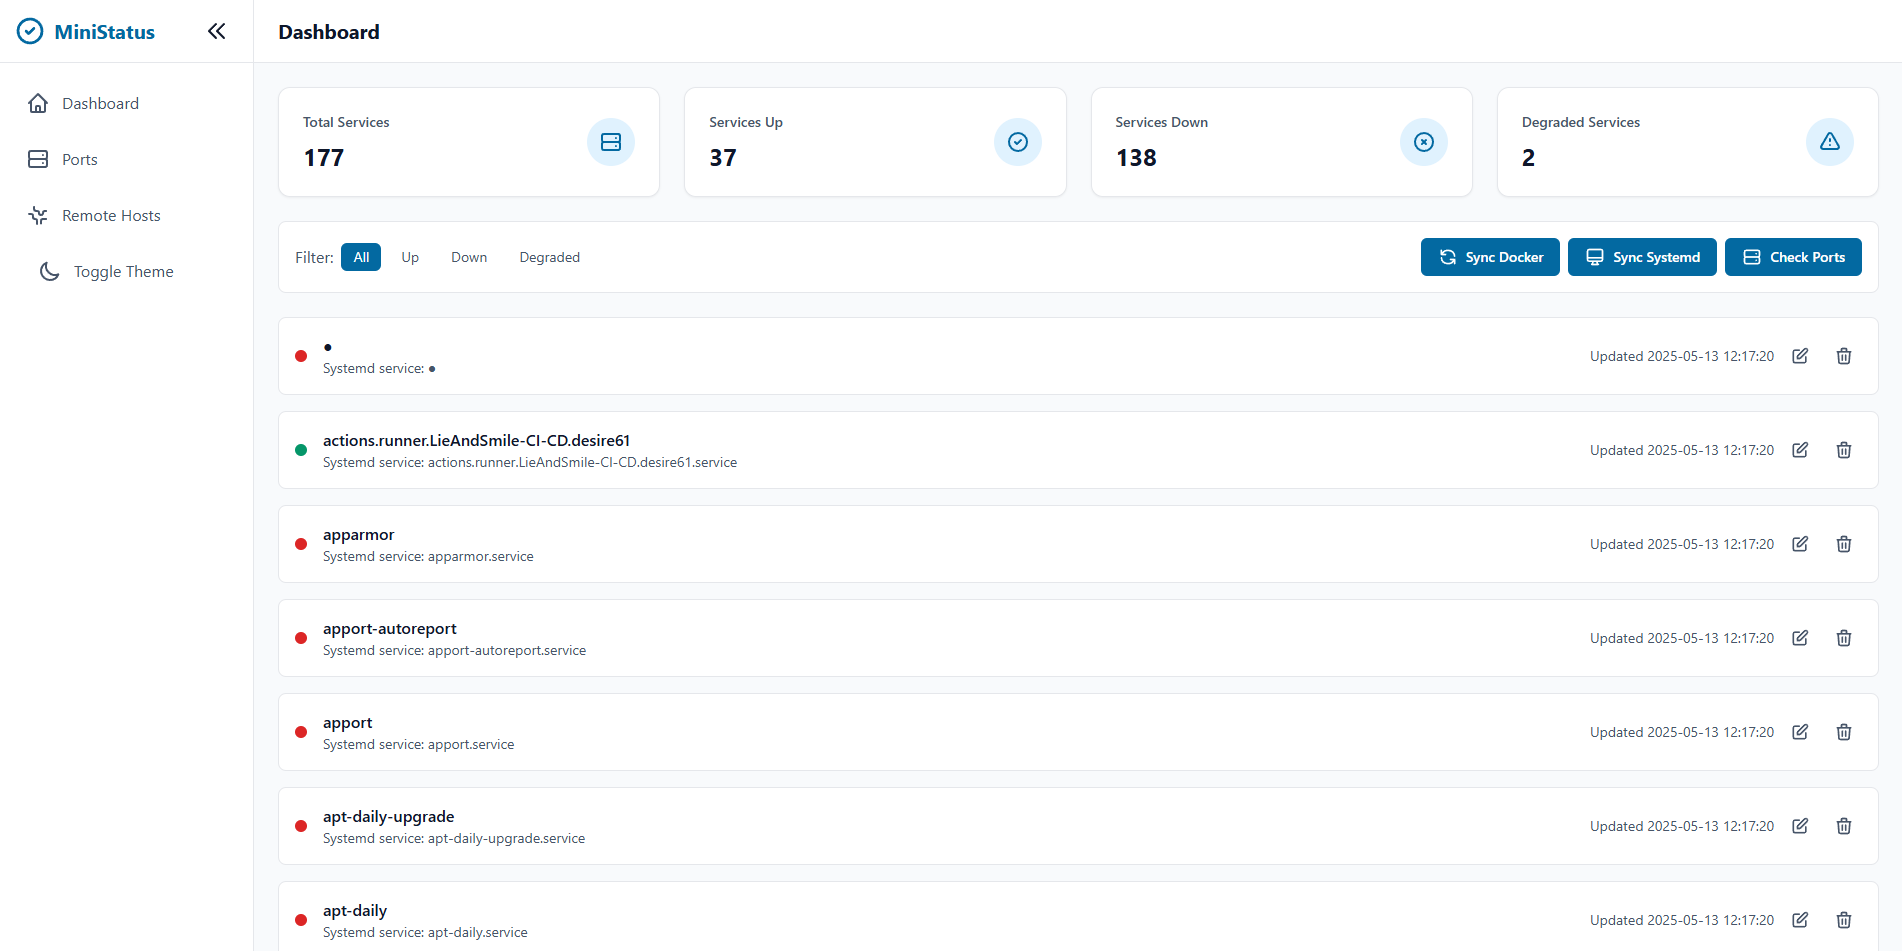 MiniStatus
Dashboard
Dashboard
Ports
Remote Hosts
Toggle Theme
Total Services
177
Services Up
37
Services Down
138
Degraded Services
2
Filter: All Up Down Degraded
Sync Docker Sync Systemd Check Ports
●
Systemd service: ●
Updated 2025-05-13 12:17:20
actions.runner.LieAndSmile-CI-CD.desire61
Systemd service: actions.runner.LieAndSmile-CI-CD.desire61.service
Updated 2025-05-13 12:17:20
apparmor
Systemd service: apparmor.service
Updated 2025-05-13 12:17:20
apport-autoreport
Systemd service: apport-autoreport.service
Updated 2025-05-13 12:17:20
apport
Systemd service: apport.service
Updated 2025-05-13 12:17:20
apt-daily-upgrade
Systemd service: apt-daily-upgrade.service
Updated 2025-05-13 12:17:20
apt-daily
Systemd service: apt-daily.service
Updated 2025-05-13 12:17:20